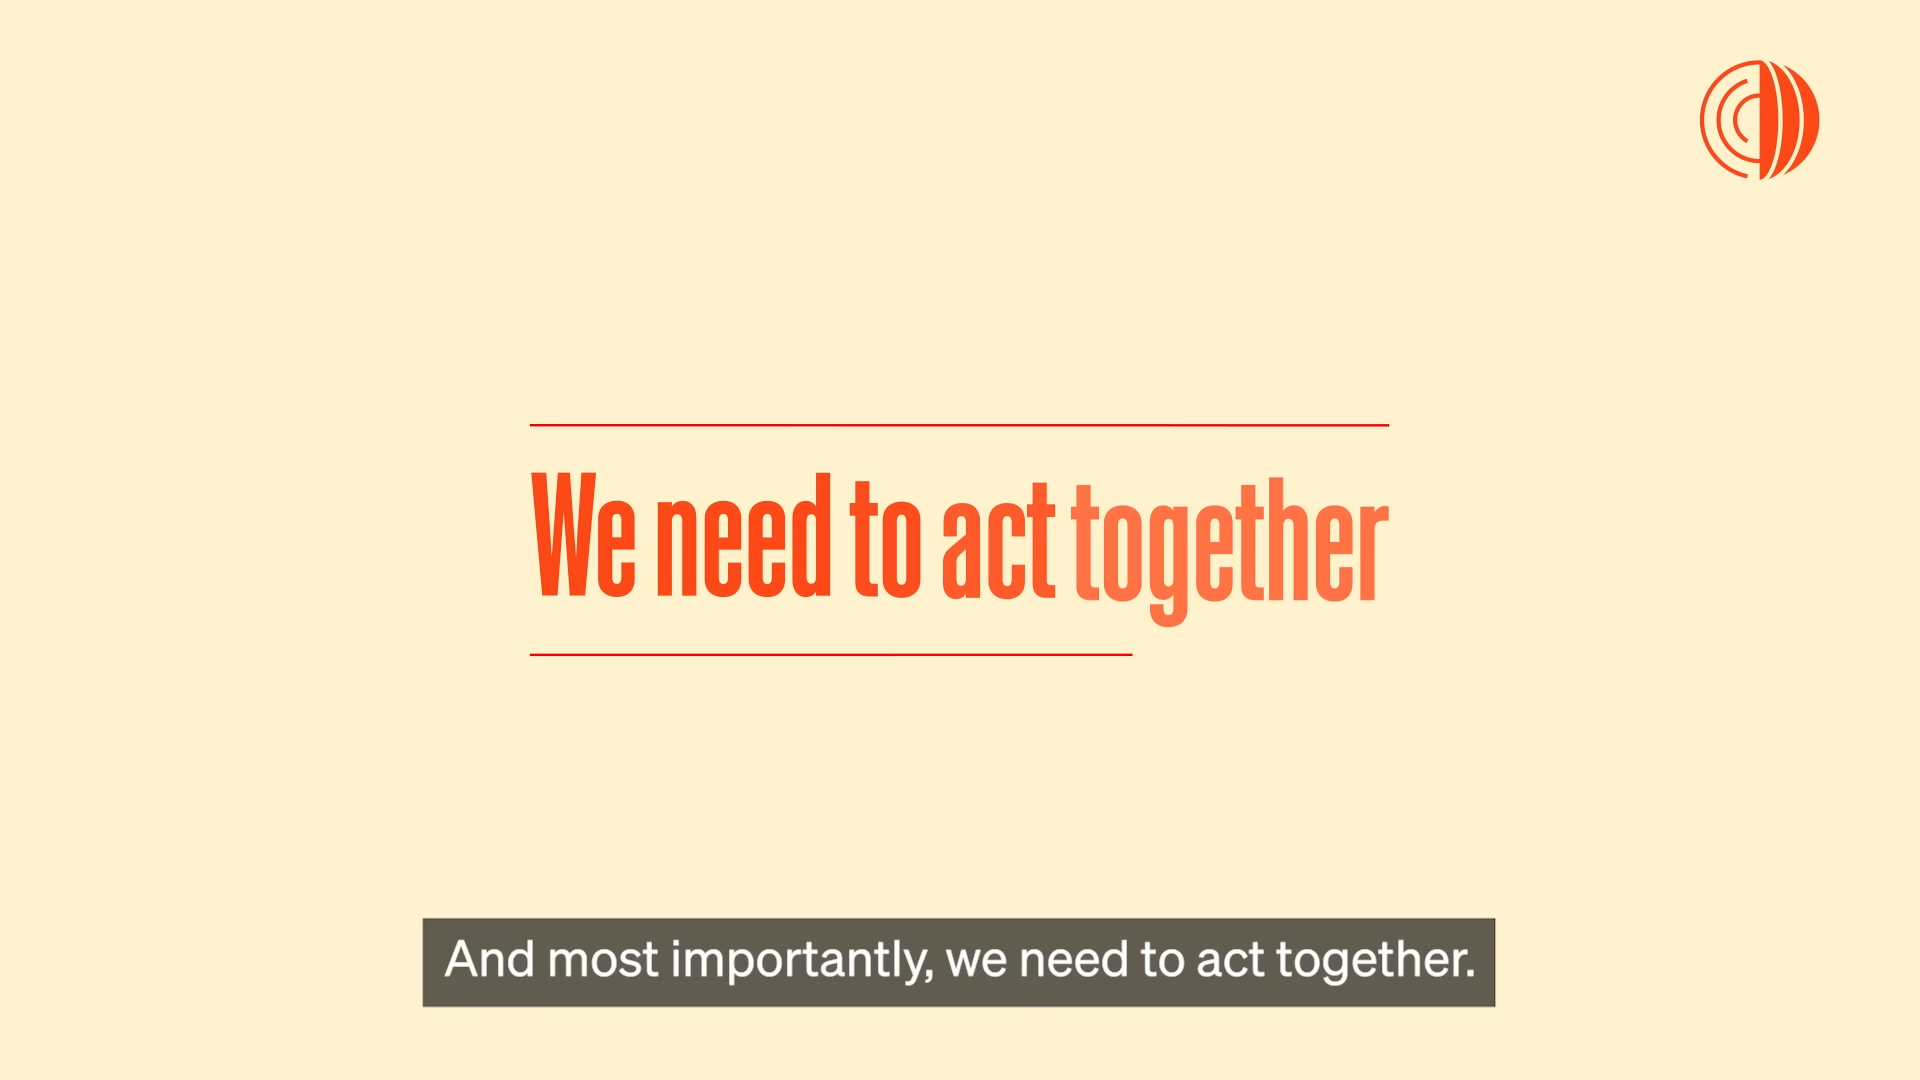 We need to act together
And most importantly, we need to act together.